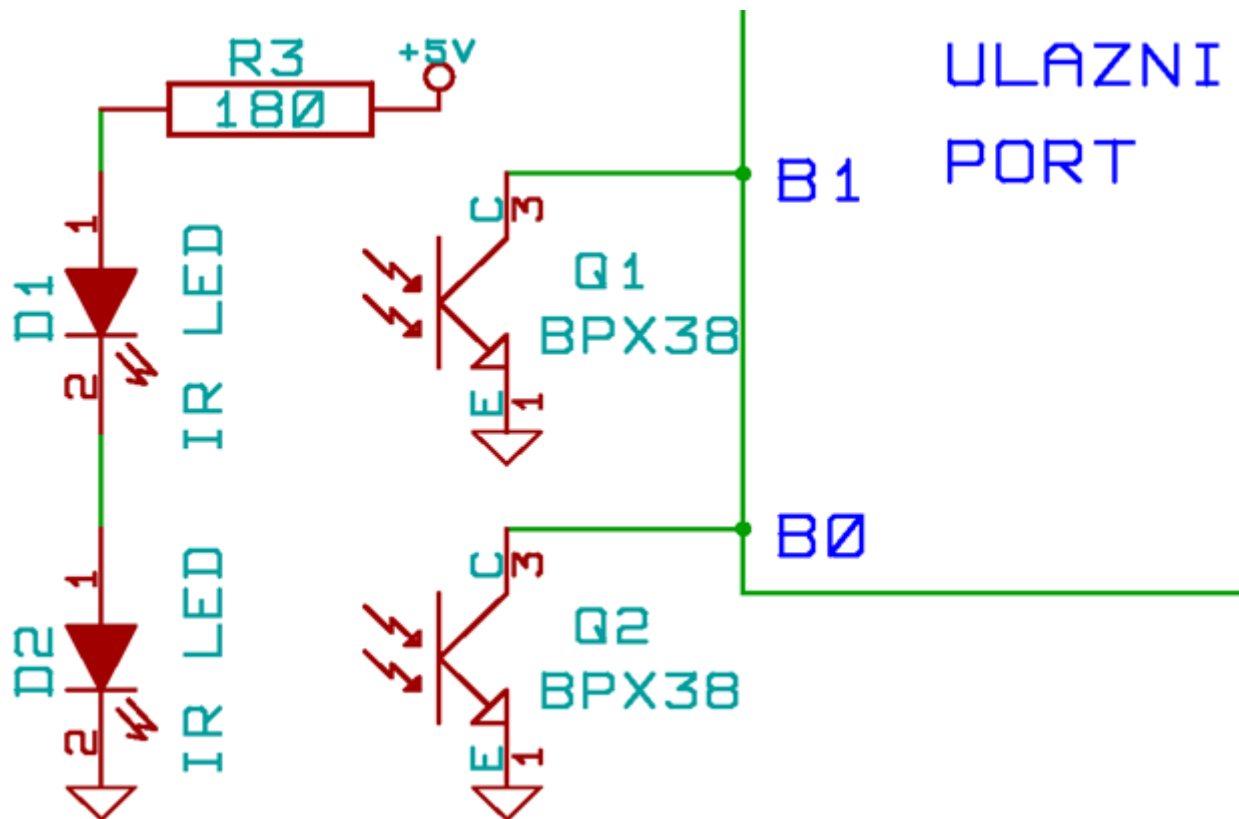 R3
180
+5V
ULAZNI
PORT
B1
1
D1
2
IR LED
C
3
Q1
BPX38
E
1
B0
1
D2
2
IR LED
C
3
Q2
BPX38
E
1